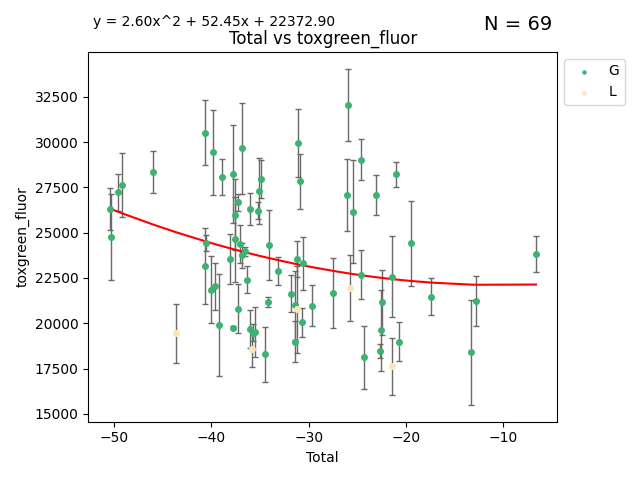 y = 2.60x^2 + 52.45x + 22372.90
N = 69
Total vs toxgreen_fluor
G
L
32500
30000
27500
25000
22500
20000
17500
15000
toxgreen_fluor
−50
−40
−30
−20
−10
Total